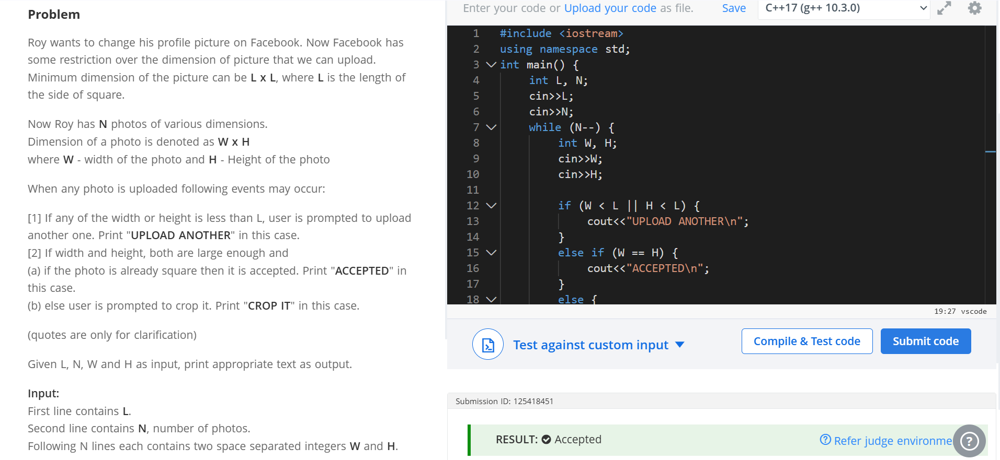 Problem
Roy wants to change his profile picture on Facebook. Now Facebook has
some restriction over the dimension of picture that we can upload.
Minimum dimension of the picture can be L x L, where L is the length of
the side of square.
Now Roy has N photos of various dimensions.
Dimension of a photo is denoted as W x H
where W - width of the photo and H - Height of the photo
When any photo is uploaded following events may occur:
[1] If any of the width or height is less than L, user is prompted to upload
another one. Print "UPLOAD ANOTHER" in this case.
[2] If width and height, both are large enough and
(a) if the photo is already square then it is accepted. Print "ACCEPTED" in
this case.
(b) else user is prompted to crop it. Print "CROP IT" in this case.
(quotes are only for clarification)
Given L, N, W and H as input, print appropriate text as output.
Input:
First line contains L.
Second line contains N, number of photos.
Following N lines each contains two space separated integers W and H.
Enter your code or Upload your code as file. Save C++17 (g++ 10.3.0)
1 #include <iostream>
2 using namespace std;
3 int main() {
4 int L, N;
5 cin>>L;
6 cin>>N;
7 while (N--) {
8 int W, H;
9 cin>>W;
10 cin>>H;
11
12 if (W < L || H < L) {
13 cout<<"UPLOAD ANOTHER\n";
14 }
15 else if (W == H) {
16 cout<<"ACCEPTED\n";
17 }
18 else {
19:27 vscode
Test against custom input Compile & Test code Submit code
Submission ID: 125418451
RESULT: Accepted Refer judge environme ?